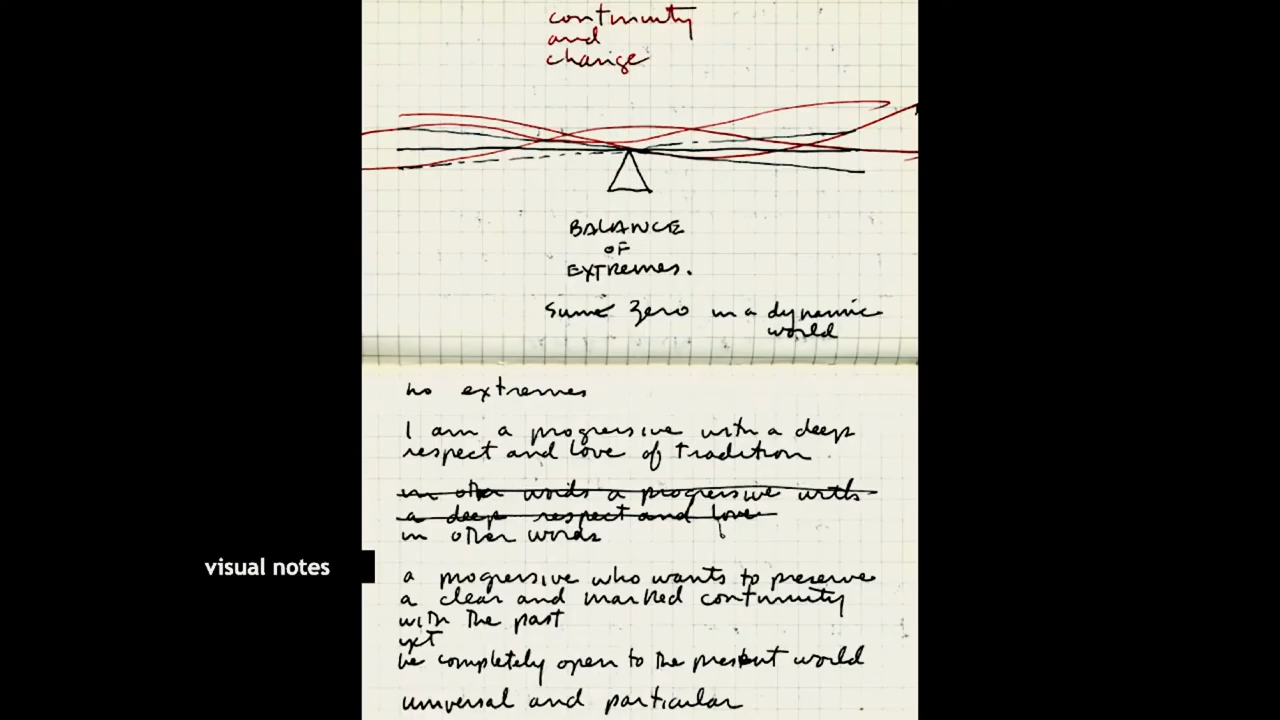 continuity
and
change
BALANCE
OF
EXTREMES.
Sume Zero in a dynamic
world
no extremes
I am a progressive with a deep
respect and love of tradition
in other words a progressive with
a deep respect and love
in other words
visual notes
a progressive who wants to preserve
a clear and marked continuity
with the past
yet
be completely open to the present world
universal and particular